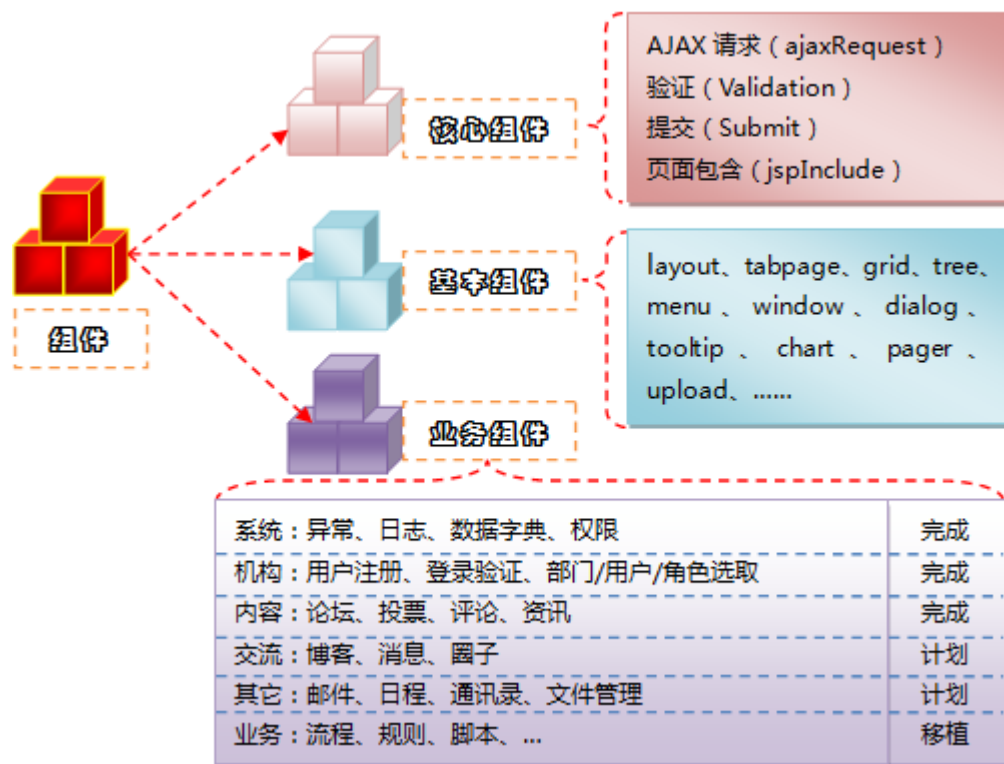 组件
核心组件
AJAX 请求（ajaxRequest）
验证（Validation）
提交（Submit）
页面包含（jspInclude）
基本组件
layout、tabpage、grid、tree、
menu 、 window 、 dialog 、
tooltip 、 chart 、 pager 、
upload、......
业务组件
系统：异常、日志、数据字典、权限 完成
机构：用户注册、登录验证、部门/用户/角色选取 完成
内容：论坛、投票、评论、资讯 完成
交流：博客、消息、圈子 计划
其它：邮件、日程、通讯录、文件管理 计划
业务：流程、规则、脚本、... 移植